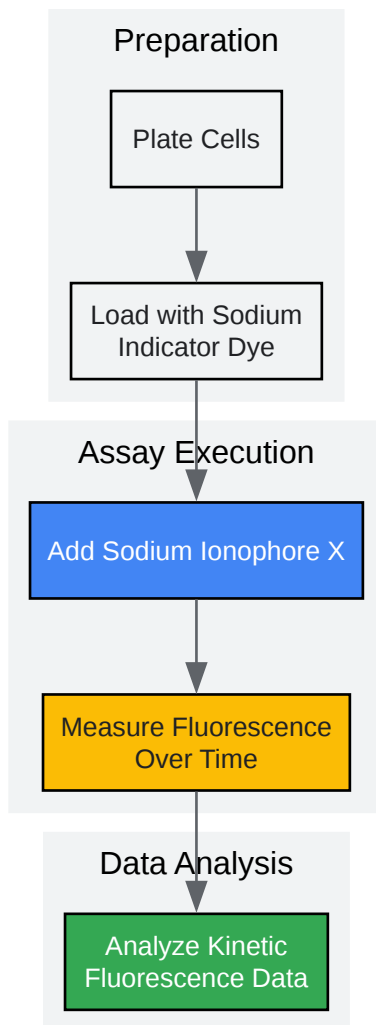 Preparation
Plate Cells
Load with Sodium
Indicator Dye
Assay Execution
Add Sodium Ionophore X
Measure Fluorescence
Over Time
Data Analysis
Analyze Kinetic
Fluorescence Data